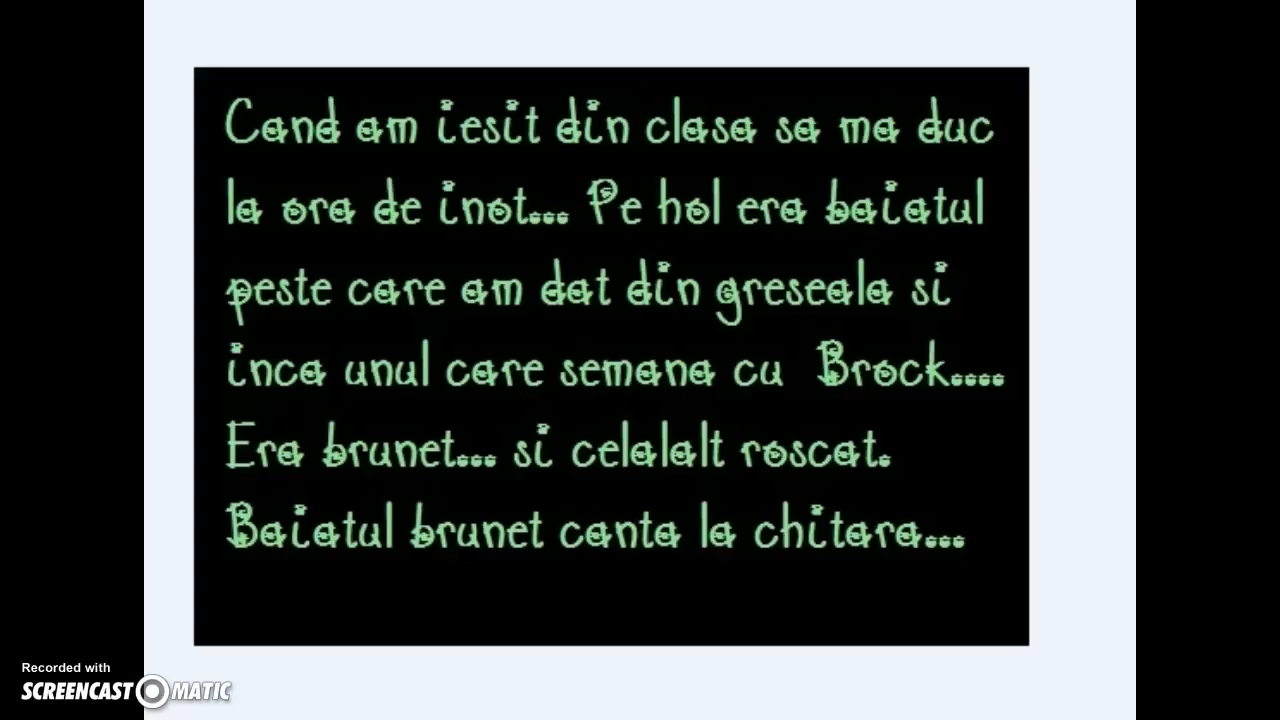 Cand am iesit din clasa sa ma duc
la ora de inot... Pe hol era baiatul
peste care am dat din greseala si
inca unul care semana cu Brock....
Era brunet... si celalalt roscat.
Baiatul brunet canta la chitara...
Recorded with
SCREENCAST O MATIC